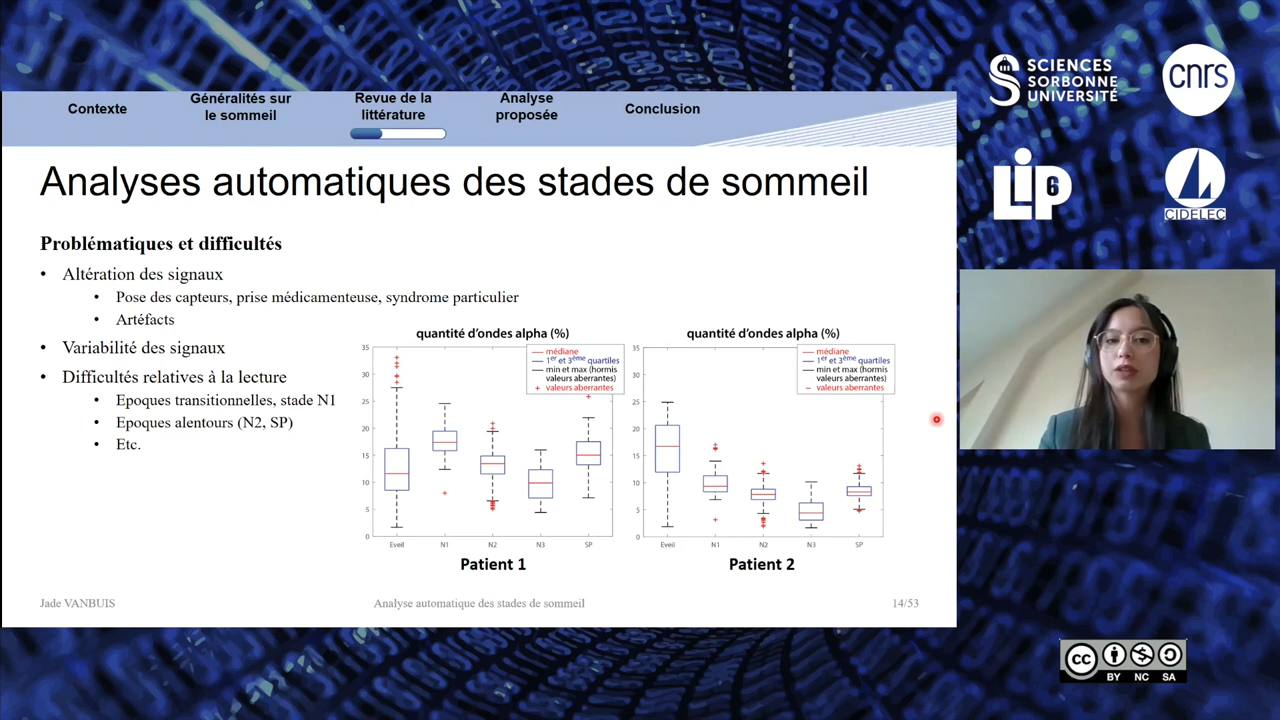 Contexte
Généralités sur
le sommeil
Revue de la
littérature
Analyse
proposée
Conclusion
SCIENCES
SORBONNE
UNIVERSITÉ
cnrs
LIP6
CIDELEC
Analyses automatiques des stades de sommeil
Problématiques et difficultés
• Altération des signaux
• Pose des capteurs, prise médicamenteuse, syndrome particulier
• Artéfacts
• Variabilité des signaux
• Difficultés relatives à la lecture
• Epoques transitionnelles, stade N1
• Epoques alentours (N2, SP)
• Etc.
quantité d'ondes alpha (%)
médiane
1er et 3ème quartiles
min et max (hormis
valeurs aberrantes)
+ valeurs aberrantes
35
30
25
20
15
10
5
0
Eveil N1 N2 N3 SP
Patient 1
quantité d'ondes alpha (%)
médiane
1er et 3ème quartiles
min et max (hormis
valeurs aberrantes)
valeurs aberrantes
35
30
25
20
15
10
5
0
Eveil N1 N2 N3 SP
Patient 2
Jade VANBUIS
Analyse automatique des stades de sommeil
14/53
cc
BY NC SA